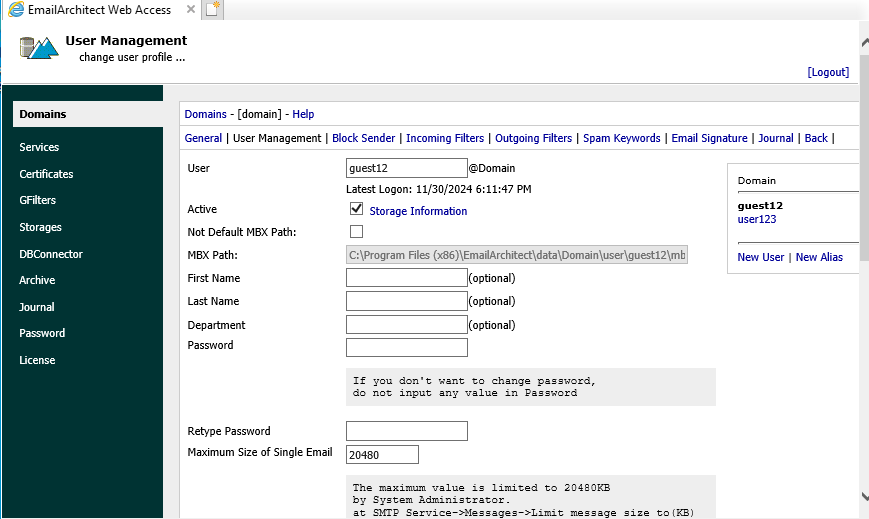 EmailArchitect Web Access
User Management
change user profile ...
[Logout]
Domains
Services
Certificates
GFilters
Storages
DBConnector
Archive
Journal
Password
License
Domains - [domain] - Help
General | User Management | Block Sender | Incoming Filters | Outgoing Filters | Spam Keywords | Email Signature | Journal | Back |
User guest12 @Domain
Latest Logon: 11/30/2024 6:11:47 PM
Active Storage Information
Not Default MBX Path:
MBX Path: C:\Program Files (x86)\EmailArchitect\data\Domain\user\guest12\mb
First Name (optional)
Last Name (optional)
Department (optional)
Password
If you don't want to change password,
do not input any value in Password
Retype Password
Maximum Size of Single Email 20480
The maximum value is limited to 20480KB
by System Administrator.
at SMTP Service->Messages->Limit message size to(KB)
Domain
guest12
user123
New User | New Alias